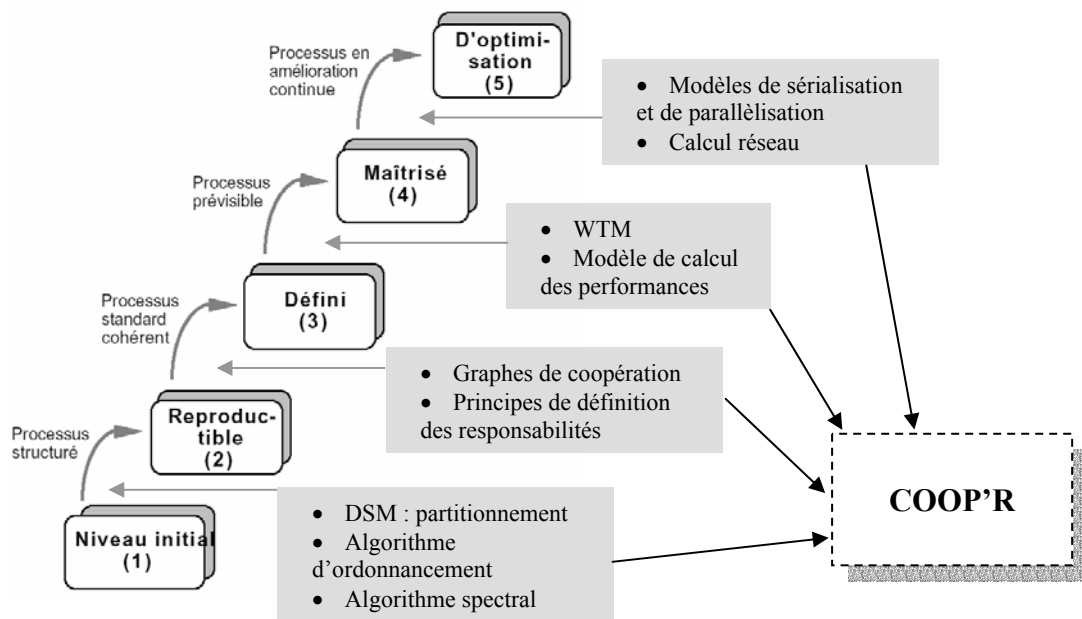 D'optimi-
sation
(5)
Processus en
amélioration
continue
• Modèles de sérialisation
et de parallèlisation
• Calcul réseau
Maîtrisé
(4)
Processus
prévisible
• WTM
• Modèle de calcul
des performances
Défini
(3)
Processus
standard
cohérent
• Graphes de coopération
• Principes de définition
des responsabilités
Reproduc-
tible
(2)
Processus
structuré
COOP’R
• DSM : partitionnement
• Algorithme
d’ordonnancement
• Algorithme spectral
Niveau initial
(1)